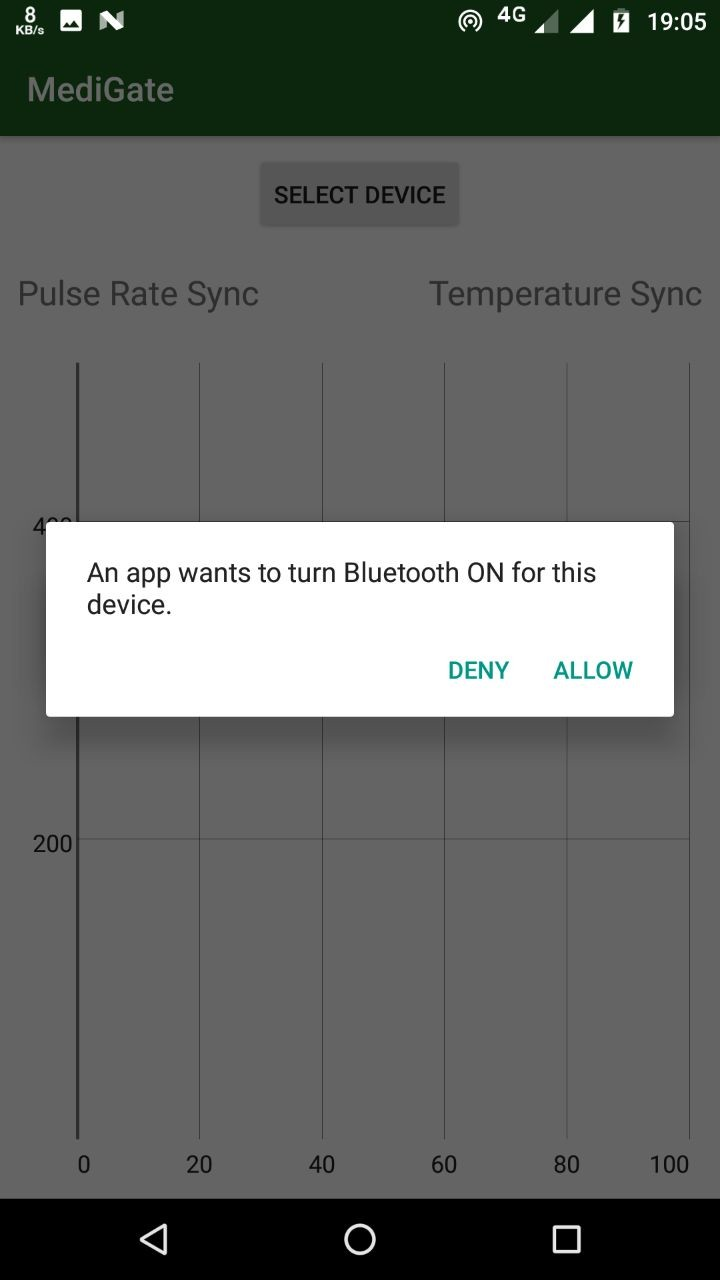 8
KB/s
4G
19:05
MediGate
SELECT DEVICE
Pulse Rate Sync
Temperature Sync
An app wants to turn Bluetooth ON for this
device.
DENY
ALLOW
200
0 20 40 60 80 100